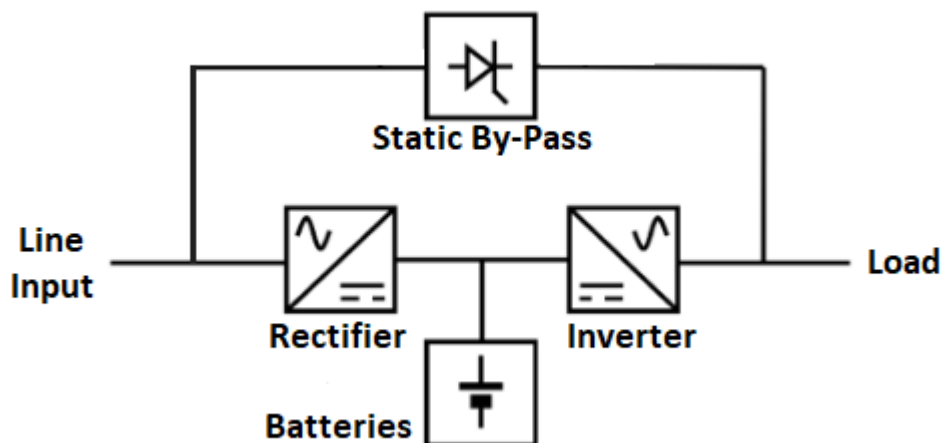 Static By-Pass
Line
Input
Load
Rectifier
Inverter
Batteries